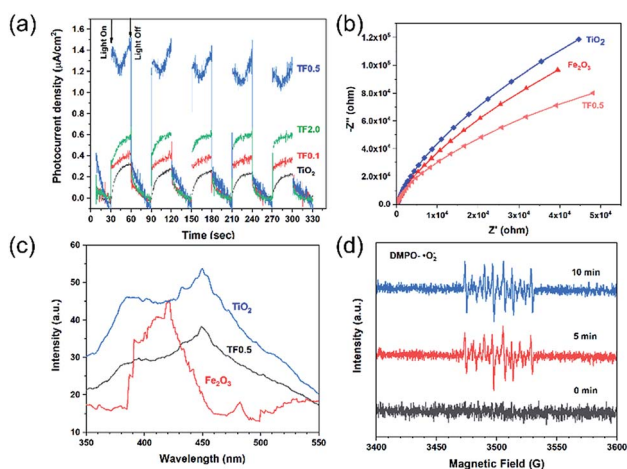 (a)
Light On
Light Off
TF0.5
TF2.0
TF0.1
TiO₂
Photocurrent density (μA/cm²)
1.6
1.4
1.2
1.0
0.8
0.6
0.4
0.2
0.0
0 30 60 90 120 150 180 210 240 270 300 330
Time (sec)
(b)
TiO₂
Fe₂O₃
TF0.5
-Z'' (ohm)
1.2x10⁵
1.0x10⁵
8.0x10⁴
6.0x10⁴
4.0x10⁴
2.0x10⁴
0.0
1x10⁴ 2x10⁴ 3x10⁴ 4x10⁴ 5x10⁴
Z' (ohm)
(c)
TiO₂
TF0.5
Fe₂O₃
Intensity (a.u.)
60
50
40
30
20
10
350 400 450 500 550
Wavelength (nm)
(d)
DMPO- •O₂⁻
10 min
5 min
0 min
Intensity (a.u.)
3400 3450 3500 3550 3600
Magnetic Field (G)